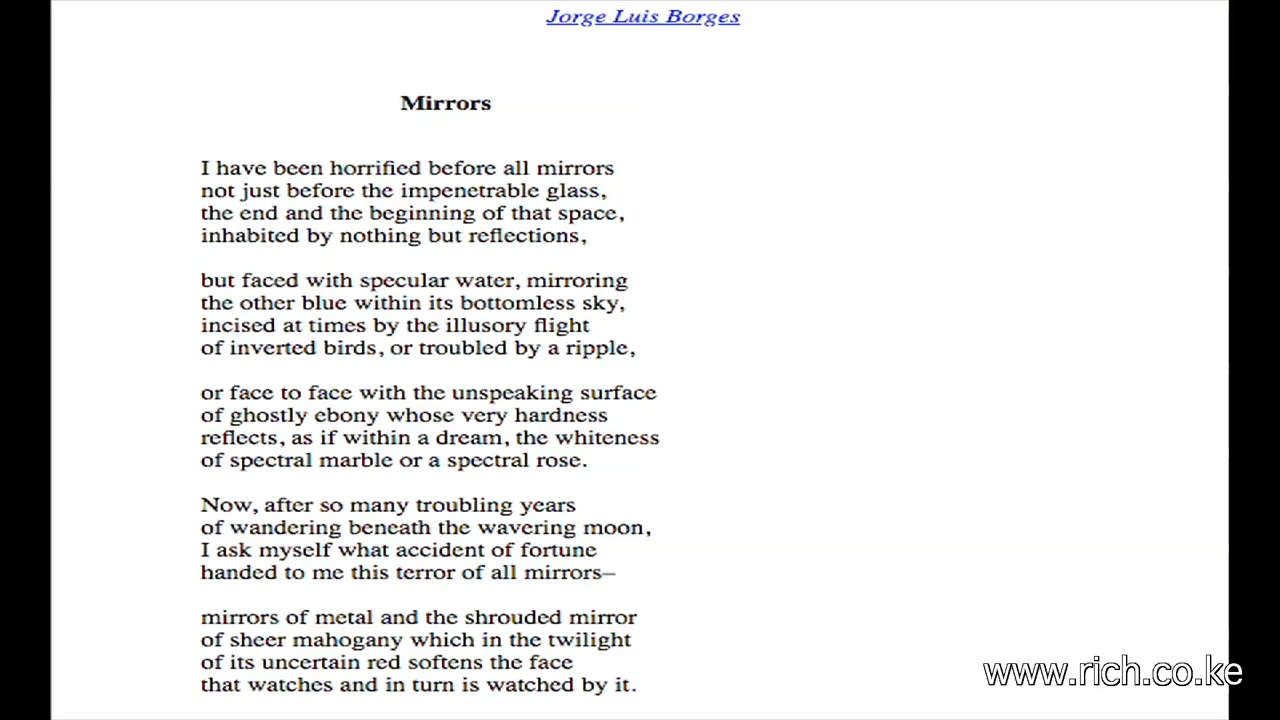 Jorge Luis Borges
Mirrors
I have been horrified before all mirrors
not just before the impenetrable glass,
the end and the beginning of that space,
inhabited by nothing but reflections,
but faced with specular water, mirroring
the other blue within its bottomless sky,
incised at times by the illusory flight
of inverted birds, or troubled by a ripple,
or face to face with the unspeaking surface
of ghostly ebony whose very hardness
reflects, as if within a dream, the whiteness
of spectral marble or a spectral rose.
Now, after so many troubling years
of wandering beneath the wavering moon,
I ask myself what accident of fortune
handed to me this terror of all mirrors–
mirrors of metal and the shrouded mirror
of sheer mahogany which in the twilight
of its uncertain red softens the face
that watches and in turn is watched by it.
www.rich.co.ke